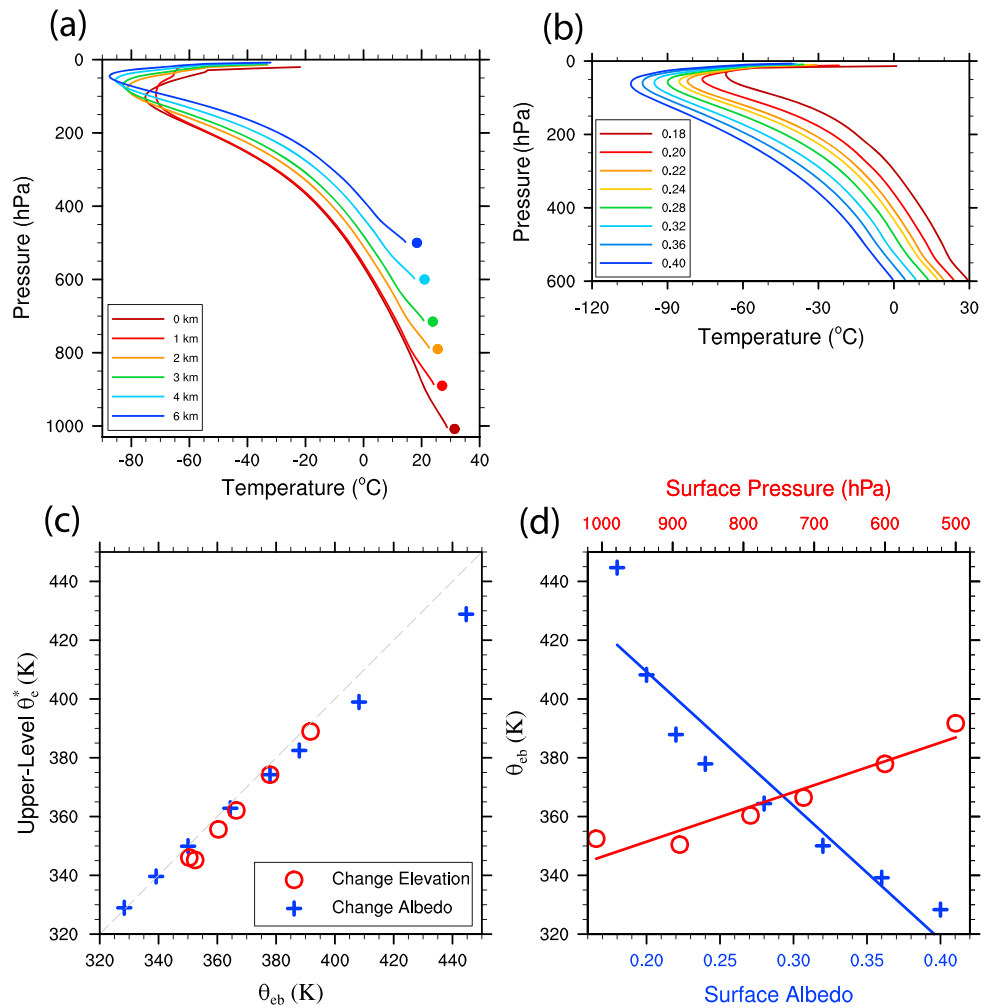 (a)
0
200
400
600
800
1000
Pressure (hPa)
0 km
1 km
2 km
3 km
4 km
6 km
-80 -60 -40 -20 0 20 40
Temperature (°C)
(b)
0
200
400
600
Pressure (hPa)
0.18
0.20
0.22
0.24
0.28
0.32
0.36
0.40
-120 -90 -60 -30 0 30
Temperature (°C)
(c)
440
420
400
380
360
340
320
Upper-Level θe* (K)
Change Elevation
Change Albedo
320 340 360 380 400 420 440
θeb (K)
(d)
Surface Pressure (hPa)
1000 900 800 700 600 500
440
420
400
380
360
340
320
θeb (K)
0.20 0.25 0.30 0.35 0.40
Surface Albedo